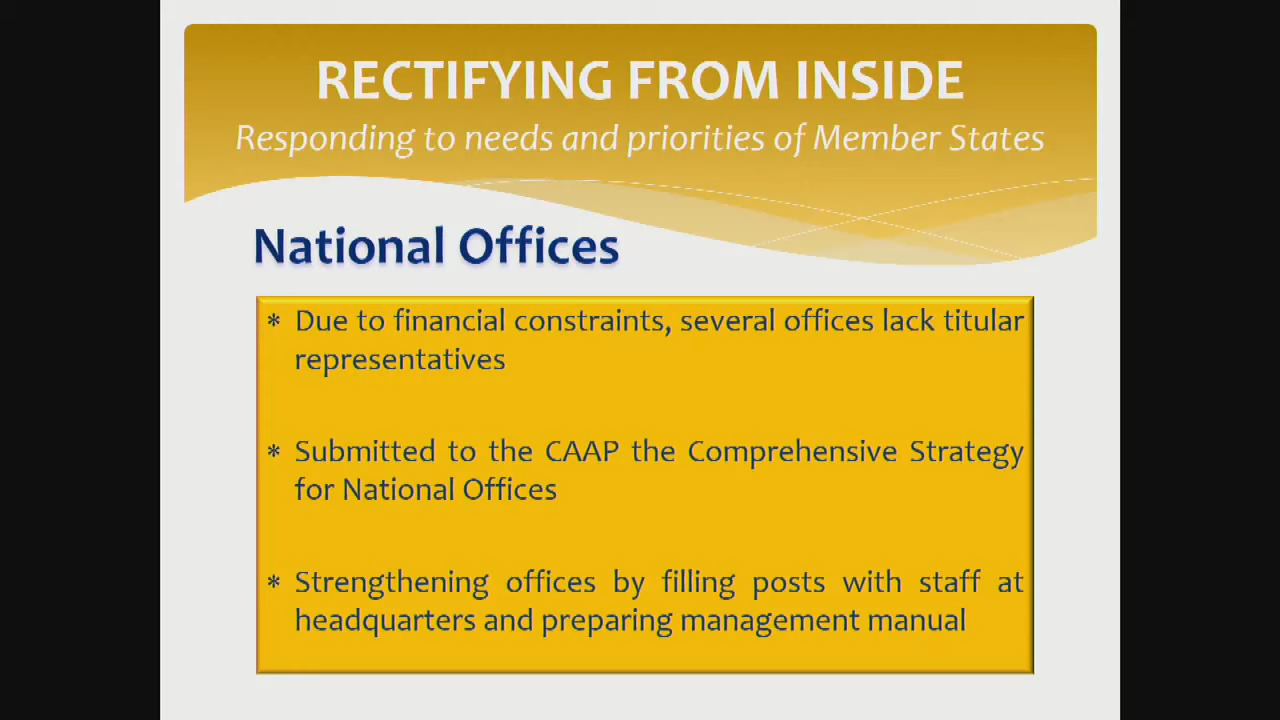 RECTIFYING FROM INSIDE
Responding to needs and priorities of Member States
National Offices
* Due to financial constraints, several offices lack titular
representatives
* Submitted to the CAAP the Comprehensive Strategy
for National Offices
* Strengthening offices by filling posts with staff at
headquarters and preparing management manual